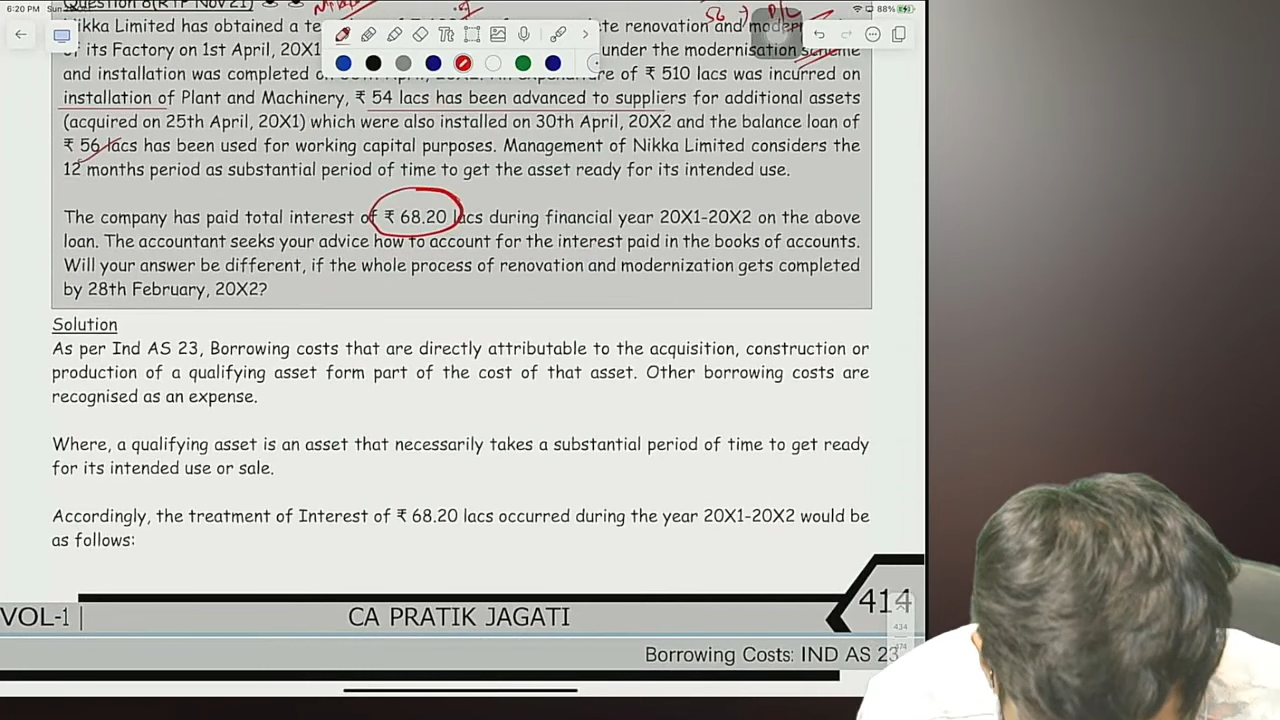 6:20 PM Sun
88%
Question 8(RTP Nov21)
Nikka Limited has obtained a te renovation and
of its Factory on 1st April, 20X1 under the modernisation scheme
and installation was completed of ₹ 510 lacs was incurred on
installation of Plant and Machinery, ₹ 54 lacs has been advanced to suppliers for additional assets
(acquired on 25th April, 20X1) which were also installed on 30th April, 20X2 and the balance loan of
₹ 56 lacs has been used for working capital purposes. Management of Nikka Limited considers the
12 months period as substantial period of time to get the asset ready for its intended use.
The company has paid total interest of ₹ 68.20 lacs during financial year 20X1-20X2 on the above
loan. The accountant seeks your advice how to account for the interest paid in the books of accounts.
Will your answer be different, if the whole process of renovation and modernization gets completed
by 28th February, 20X2?
Solution
As per Ind AS 23, Borrowing costs that are directly attributable to the acquisition, construction or
production of a qualifying asset form part of the cost of that asset. Other borrowing costs are
recognised as an expense.
Where, a qualifying asset is an asset that necessarily takes a substantial period of time to get ready
for its intended use or sale.
Accordingly, the treatment of Interest of ₹ 68.20 lacs occurred during the year 20X1-20X2 would be
as follows:
VOL-1 | CA PRATIK JAGATI 414
434
Borrowing Costs: IND AS 23